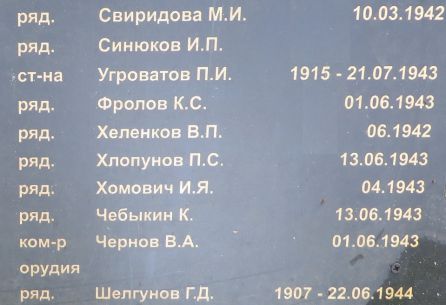 ряд. Свиридова М.И. 10.03.1942
ряд. Синюков И.П.
ст-на Угроватов П.И. 1915 - 21.07.1943
ряд. Фролов К.С. 01.06.1943
ряд. Хеленков В.П. 06.1942
ряд. Хлопунов П.С. 13.06.1943
ряд. Хомович И.Я. 04.1943
ряд. Чебыкин К. 13.06.1943
ком-р Чернов В.А. 01.06.1943
орудия
ряд. Шелгунов Г.Д. 1907 - 22.06.1944